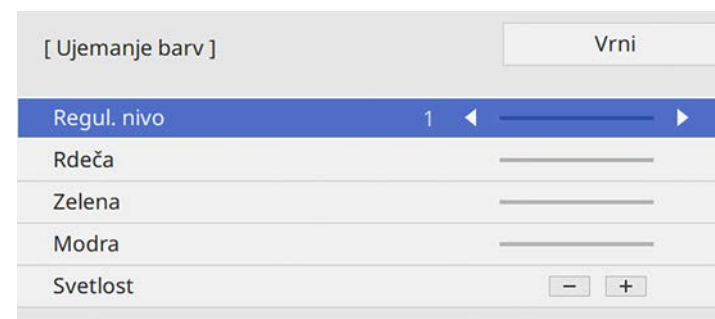 [ Ujemanje barv ] Vrni
Regul. nivo 1
Rdeča
Zelena
Modra
Svetlost − +